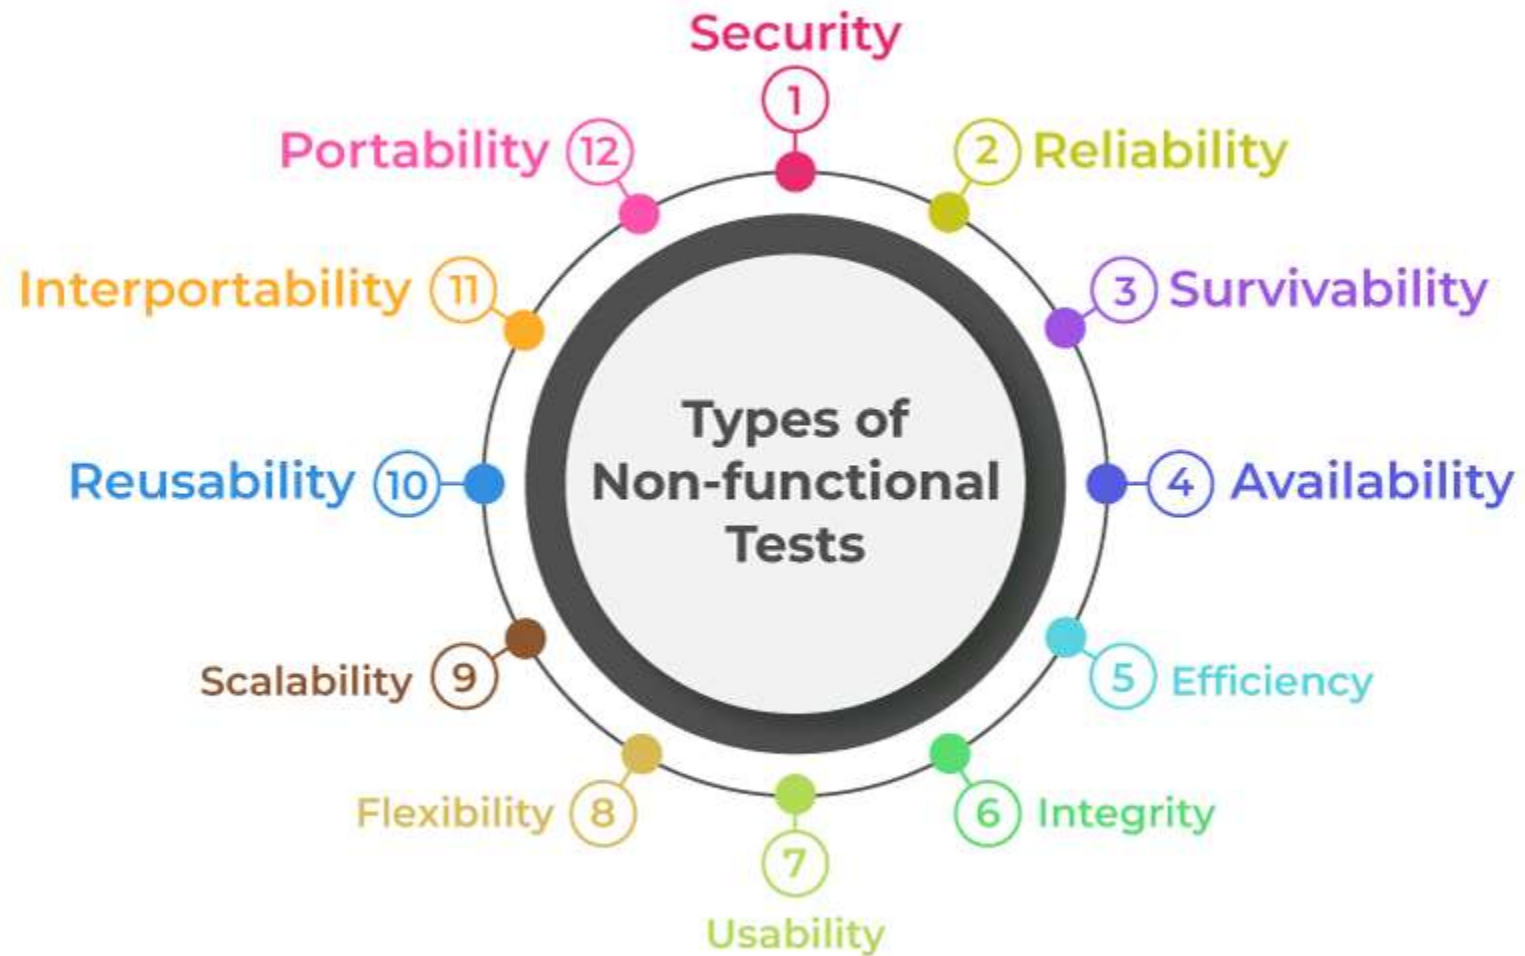 Security
1
Portability 12
2 Reliability
Interportability 11
3 Survivability
Types of
Non-functional
Tests
Reusability 10
4 Availability
Scalability 9
5 Efficiency
Flexibility 8
6 Integrity
7
Usability